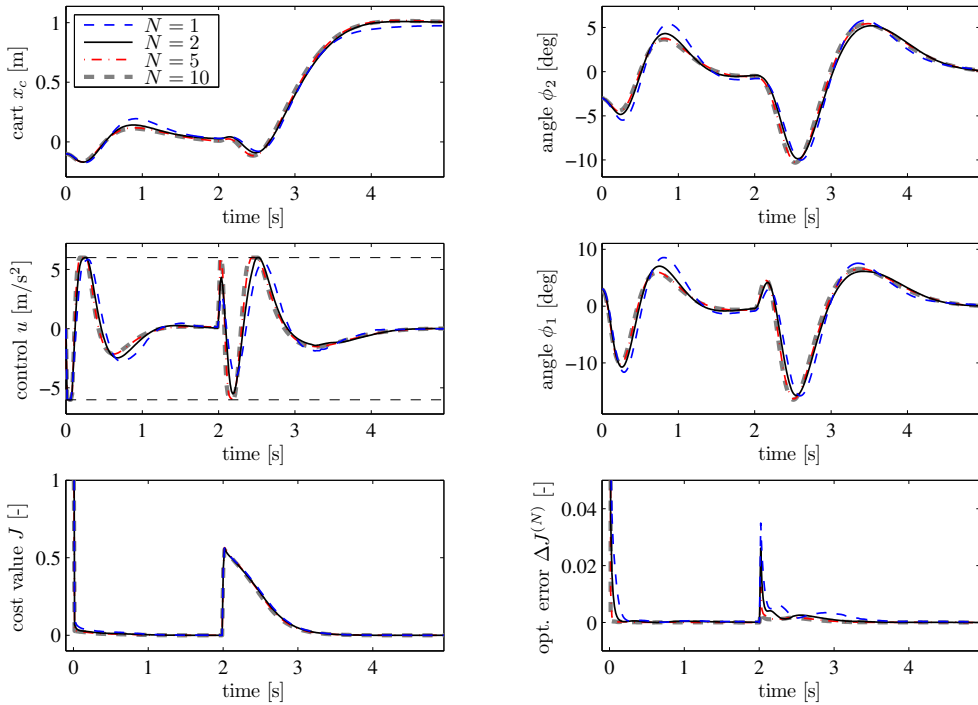 N = 1
N = 2
N = 5
N = 10
cart x_c [m]
1
0.5
0
0 1 2 3 4
time [s]
angle ϕ_2 [deg]
5
0
−5
−10
0 1 2 3 4
time [s]
control u [m/s²]
5
0
−5
0 1 2 3 4
time [s]
angle ϕ_1 [deg]
10
0
−10
0 1 2 3 4
time [s]
cost value J [-]
1
0.5
0
0 1 2 3 4
time [s]
opt. error ΔJ^(N) [-]
0.04
0.02
0
0 1 2 3 4
time [s]